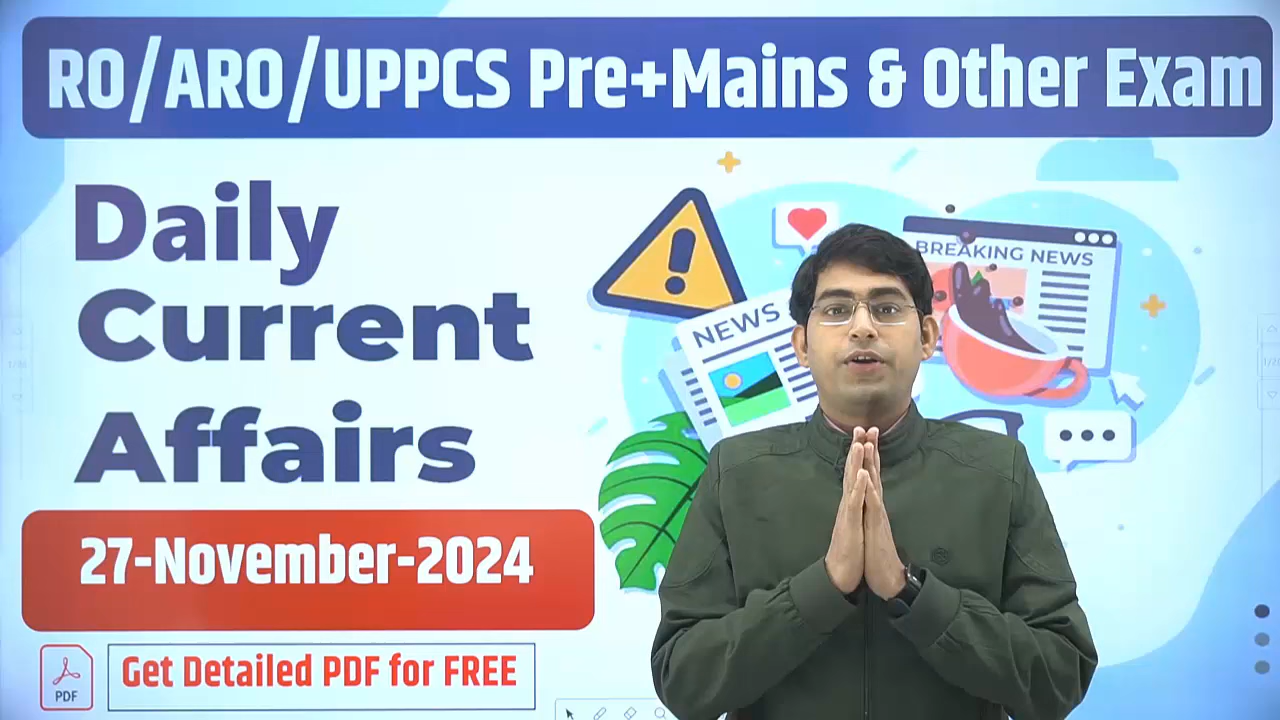 RO/ARO/UPPCS Pre+Mains & Other Exam
Daily
Current
Affairs
BREAKING NEWS
NEWS
27-November-2024
PDF
Get Detailed PDF for FREE